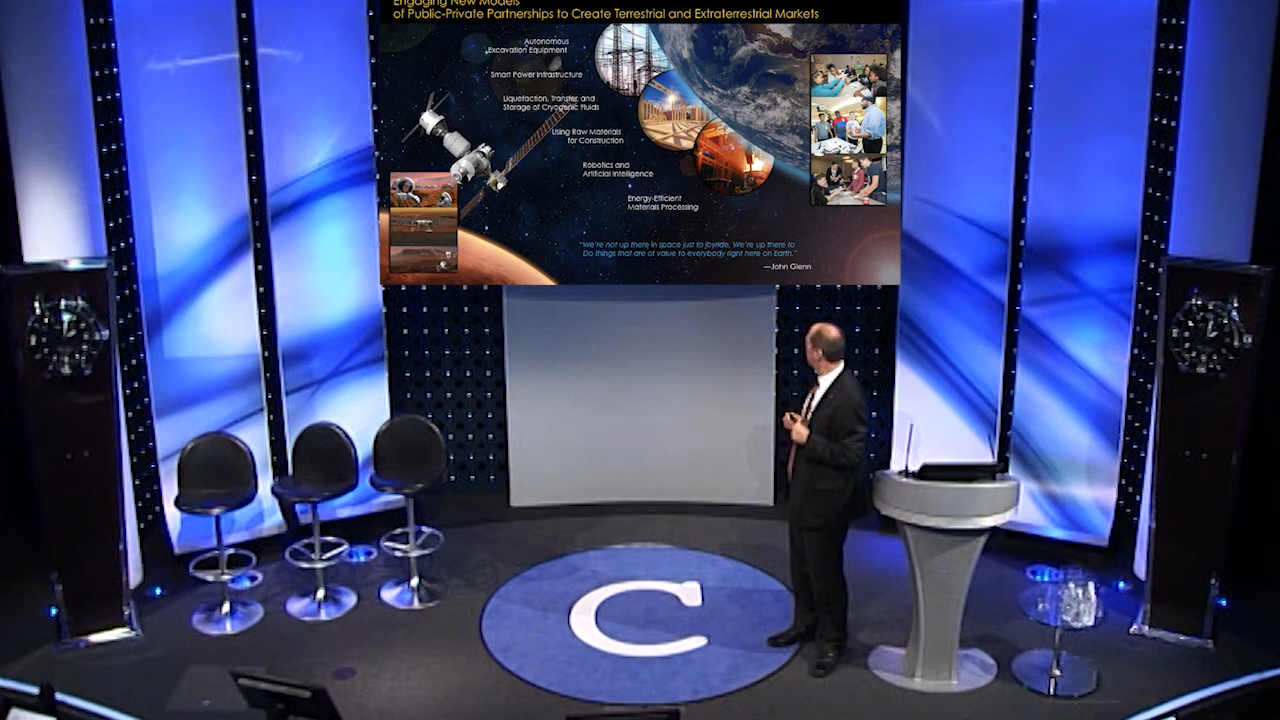 Engaging New Models
of Public-Private Partnerships to Create Terrestrial and Extraterrestrial Markets
Autonomous
Excavation Equipment
Smart Power Infrastructure
Liquefaction, Transfer, and
Storage of Cryogenic Fluids
Using Raw Materials
for Construction
Robotics and
Artificial Intelligence
Energy-Efficient
Materials Processing
"We're not up there in space just to joyride. We're up there to
Do things that are of value to everybody right here on Earth."
—John Glenn
C